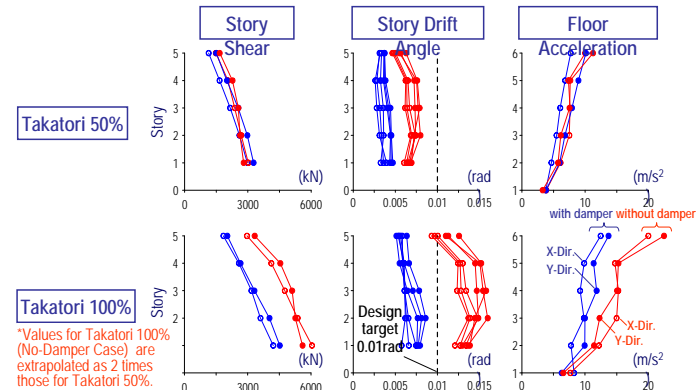 Story
Shear
Story Drift
Angle
Floor
Acceleration
Takatori 50%
Story
5
4
3
2
1
0
0
3000
6000
(kN)
5
4
3
2
1
0
0
0.005
0.01
0.015
(rad
6
5
4
3
2
1
0
20
(m/s2
with damper without damper
Takatori 100%
*Values for Takatori 100%
(No-Damper Case) are
extrapolated as 2 times
those for Takatori 50%.
Story
5
4
3
2
1
0
0
3000
6000
(kN)
5
4
3
2
1
0
0
0.005
0.01
0.015
(rad
Design
target
0.01rad
6
5
4
3
2
1
0
20
(m/s2
X-Dir.
Y-Dir.
X-Dir.
Y-Dir.